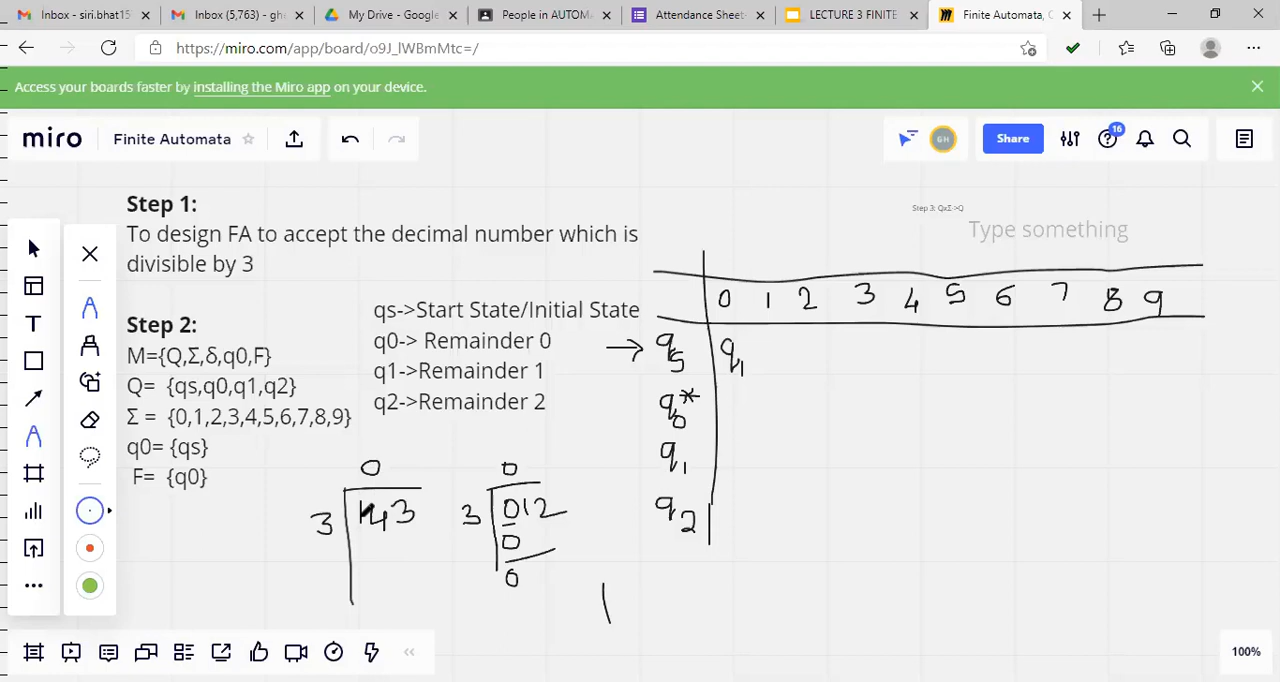 Inbox - siri.bhat15
Inbox (5,763) - ghe
My Drive - Google
People in AUTOM
Attendance Sheet-
LECTURE 3 FINITE
Finite Automata, C
https://miro.com/app/board/o9J_lWBmMtc=/
Access your boards faster by installing the Miro app on your device.
miro
Finite Automata
GH
Share
16
Step 1:
To design FA to accept the decimal number which is
divisible by 3
Step 3: QxΣ->Q
Type something
Step 2:
M={Q,Σ,δ,q0,F}
Q= {qs,q0,q1,q2}
Σ = {0,1,2,3,4,5,6,7,8,9}
q0= {qs}
F= {q0}
qs->Start State/Initial State
q0-> Remainder 0
q1->Remainder 1
q2->Remainder 2
0 1 2 3 4 5 6 7 8 9
→ qs q1
q0*
q1
q2
0
3 143
0
3 012
0
0
1
100%